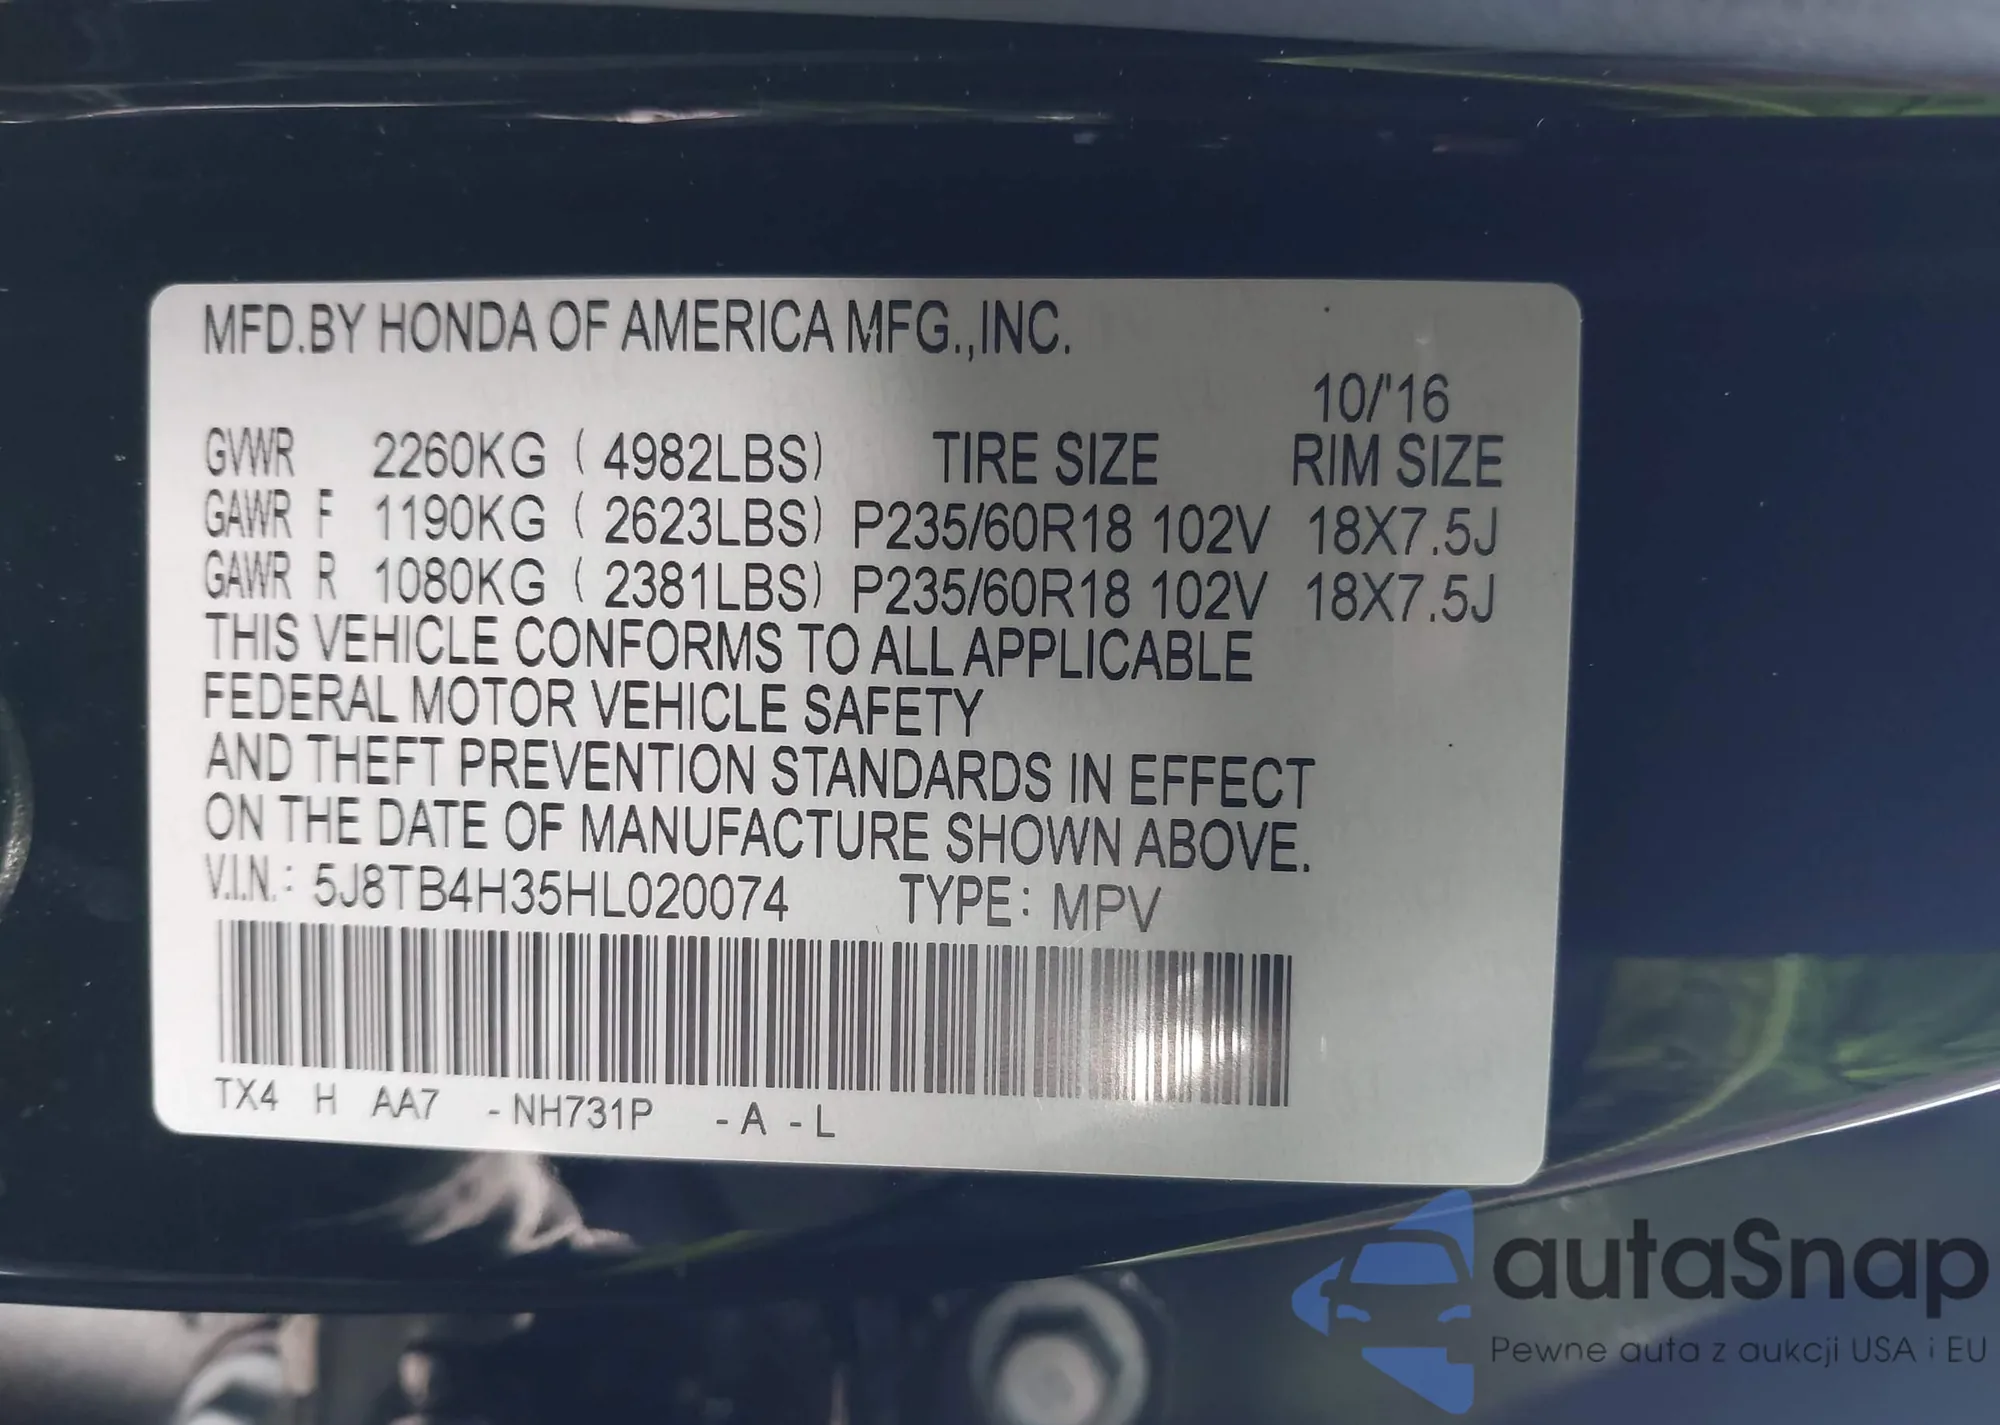 MFD.BY HONDA OF AMERICA MFG.,INC.
10/'16
GVWR 2260KG ( 4982LBS) TIRE SIZE RIM SIZE
GAWR F 1190KG ( 2623LBS) P235/60R18 102V 18X7.5J
GAWR R 1080KG ( 2381LBS) P235/60R18 102V 18X7.5J
THIS VEHICLE CONFORMS TO ALL APPLICABLE
FEDERAL MOTOR VEHICLE SAFETY
AND THEFT PREVENTION STANDARDS IN EFFECT
ON THE DATE OF MANUFACTURE SHOWN ABOVE.
V.I.N.: 5J8TB4H35HL020074 TYPE: MPV
TX4 H AA7 -NH731P -A -L
autaSnap
Pewne auta z aukcji USA i EU